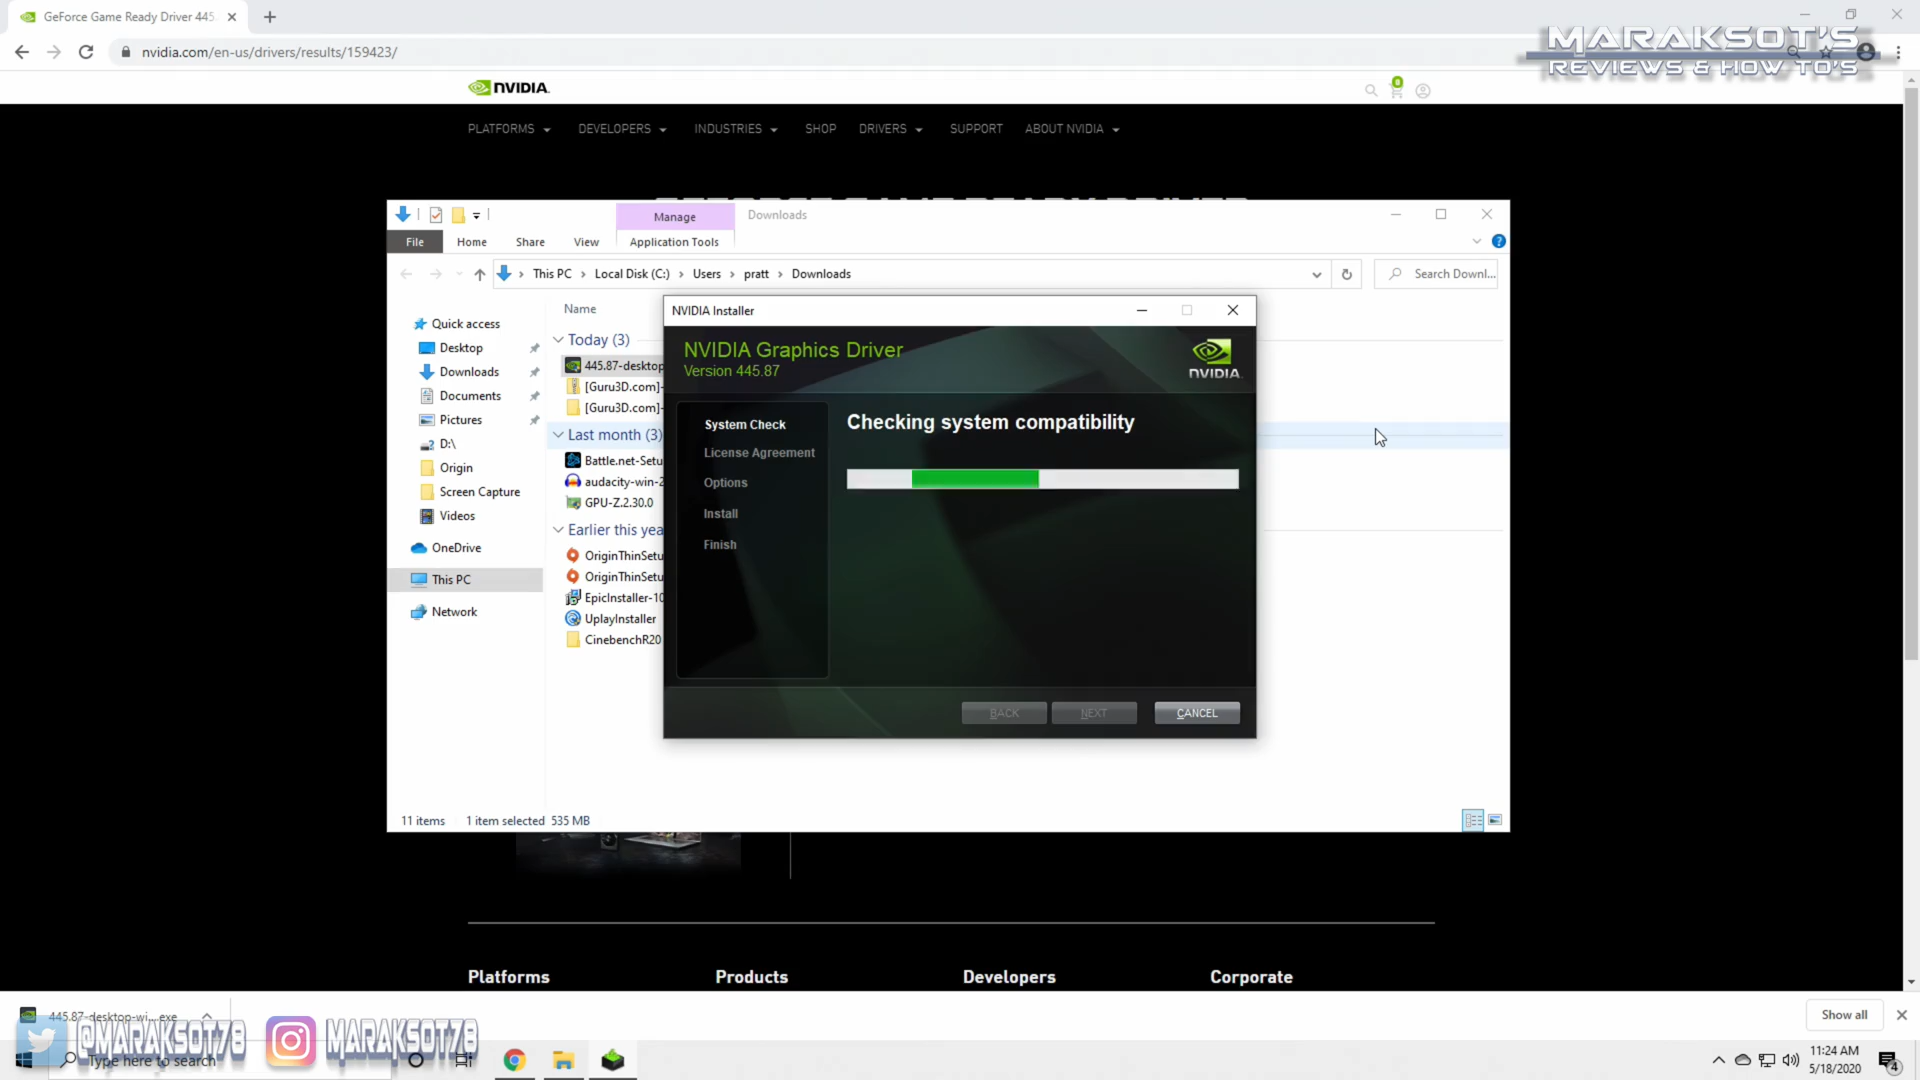 GeForce Game Ready Driver 445.
nvidia.com/en-us/drivers/results/159423/
MARAKSOT'S
REVIEWS & HOW TO'S
NVIDIA.
0
PLATFORMS DEVELOPERS INDUSTRIES SHOP DRIVERS SUPPORT ABOUT NVIDIA
Manage Downloads
File Home Share View Application Tools
This PC Local Disk (C:) Users pratt Downloads
Search Downl...
Name
Quick access
Desktop
Downloads
Documents
Pictures
D:\
Origin
Screen Capture
Videos
OneDrive
This PC
Network
Today (3)
445.87-desktop
[Guru3D.com]-
[Guru3D.com]-
Last month (3)
Battle.net-Setu
audacity-win-2
GPU-Z.2.30.0
Earlier this yea
OriginThinSetu
OriginThinSetu
EpicInstaller-10
UplayInstaller
CinebenchR20
NVIDIA Installer
NVIDIA Graphics Driver
Version 445.87
NVIDIA.
System Check
License Agreement
Options
Install
Finish
Checking system compatibility
BACK NEXT CANCEL
11 items 1 item selected 535 MB
Platforms Products Developers Corporate
445.87-desktop-wi....exe
Show all
@MARAKSOT78 MARAKSOT78
Type here to search
11:24 AM
5/18/2020
4